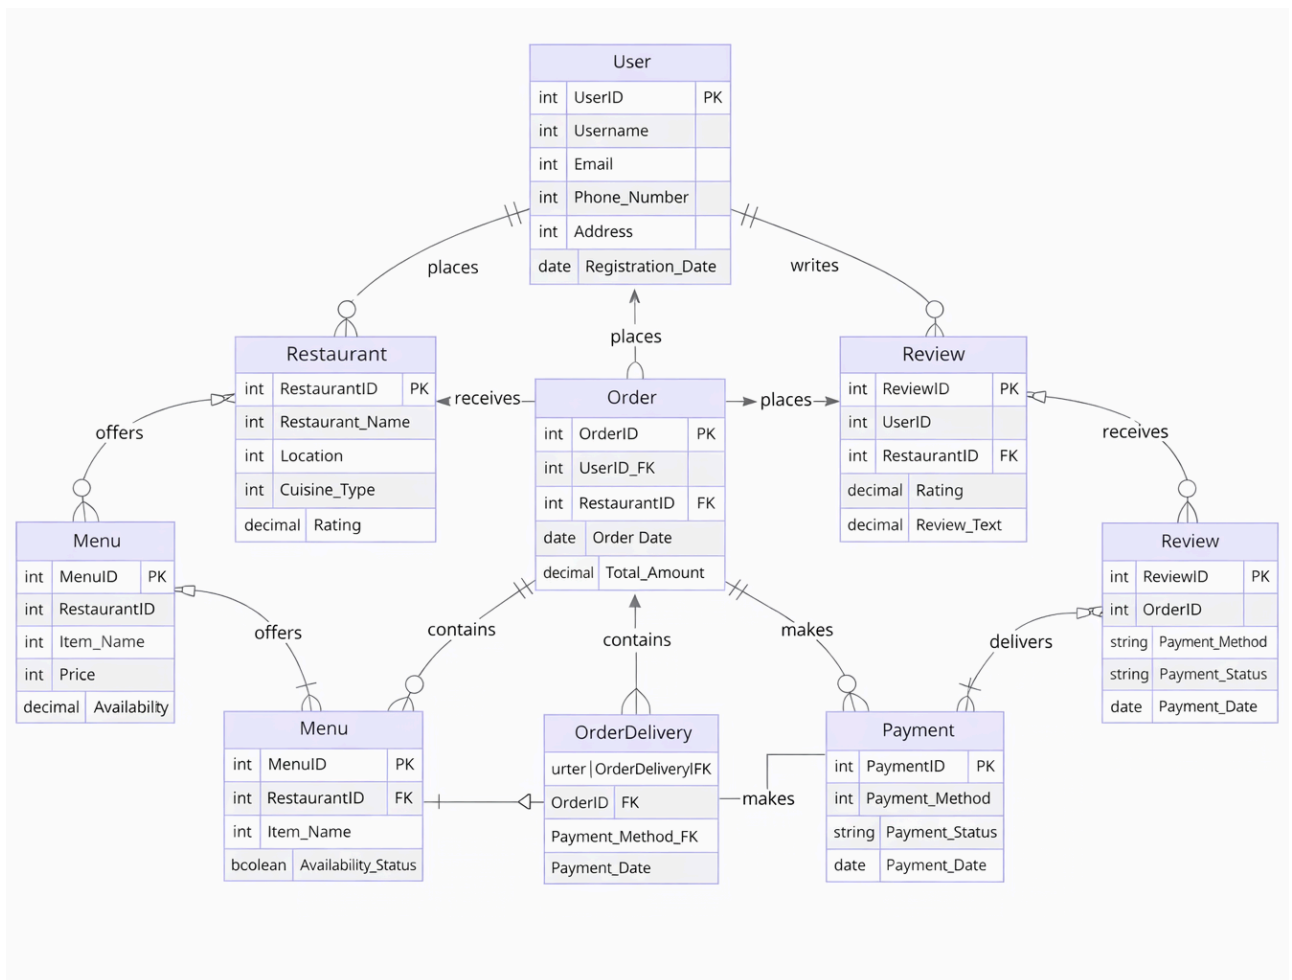 User
int UserID PK
int Username
int Email
int Phone_Number
int Address
date Registration_Date
places
writes
places
Restaurant
int RestaurantID PK
int Restaurant_Name
int Location
int Cuisine_Type
decimal Rating
receives
Order
int OrderID PK
int UserID_FK
int RestaurantID FK
date Order Date
decimal Total_Amount
places
Review
int ReviewID PK
int UserID
int RestaurantID FK
decimal Rating
decimal Review_Text
offers
receives
Menu
int MenuID PK
int RestaurantID
int Item_Name
int Price
decimal Availability
offers
contains
contains
makes
delivers
Review
int ReviewID PK
int OrderID
string Payment_Method
string Payment_Status
date Payment_Date
Menu
int MenuID PK
int RestaurantID FK
int Item_Name
bcolean Availability_Status
OrderDelivery
urter|OrderDeliverylFK
OrderID FK
Payment_Method_FK
Payment_Date
makes
Payment
int PaymentID PK
int Payment_Method
string Payment_Status
date Payment_Date